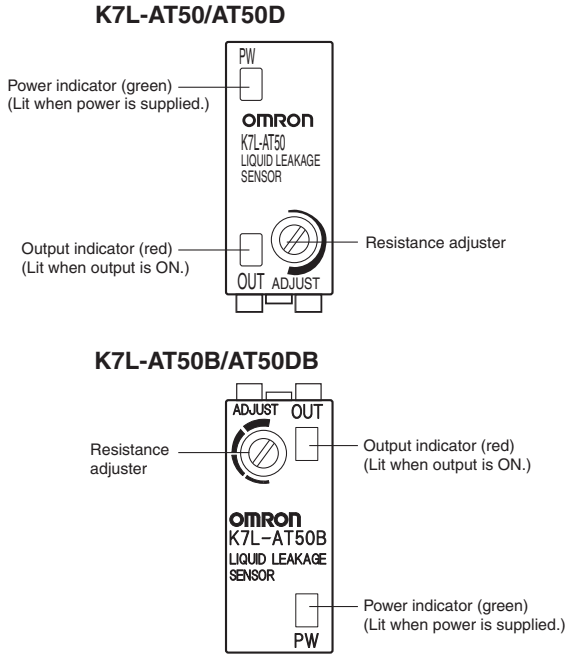 K7L-AT50/AT50D
PW
Power indicator (green)
(Lit when power is supplied.)
OMRON
K7L-AT50
LIQUID LEAKAGE
SENSOR
Output indicator (red)
(Lit when output is ON.)
Resistance adjuster
OUT ADJUST
K7L-AT50B/AT50DB
ADJUST OUT
Resistance
adjuster
Output indicator (red)
(Lit when output is ON.)
OMRON
K7L-AT50B
LIQUID LEAKAGE
SENSOR
Power indicator (green)
(Lit when power is supplied.)
PW